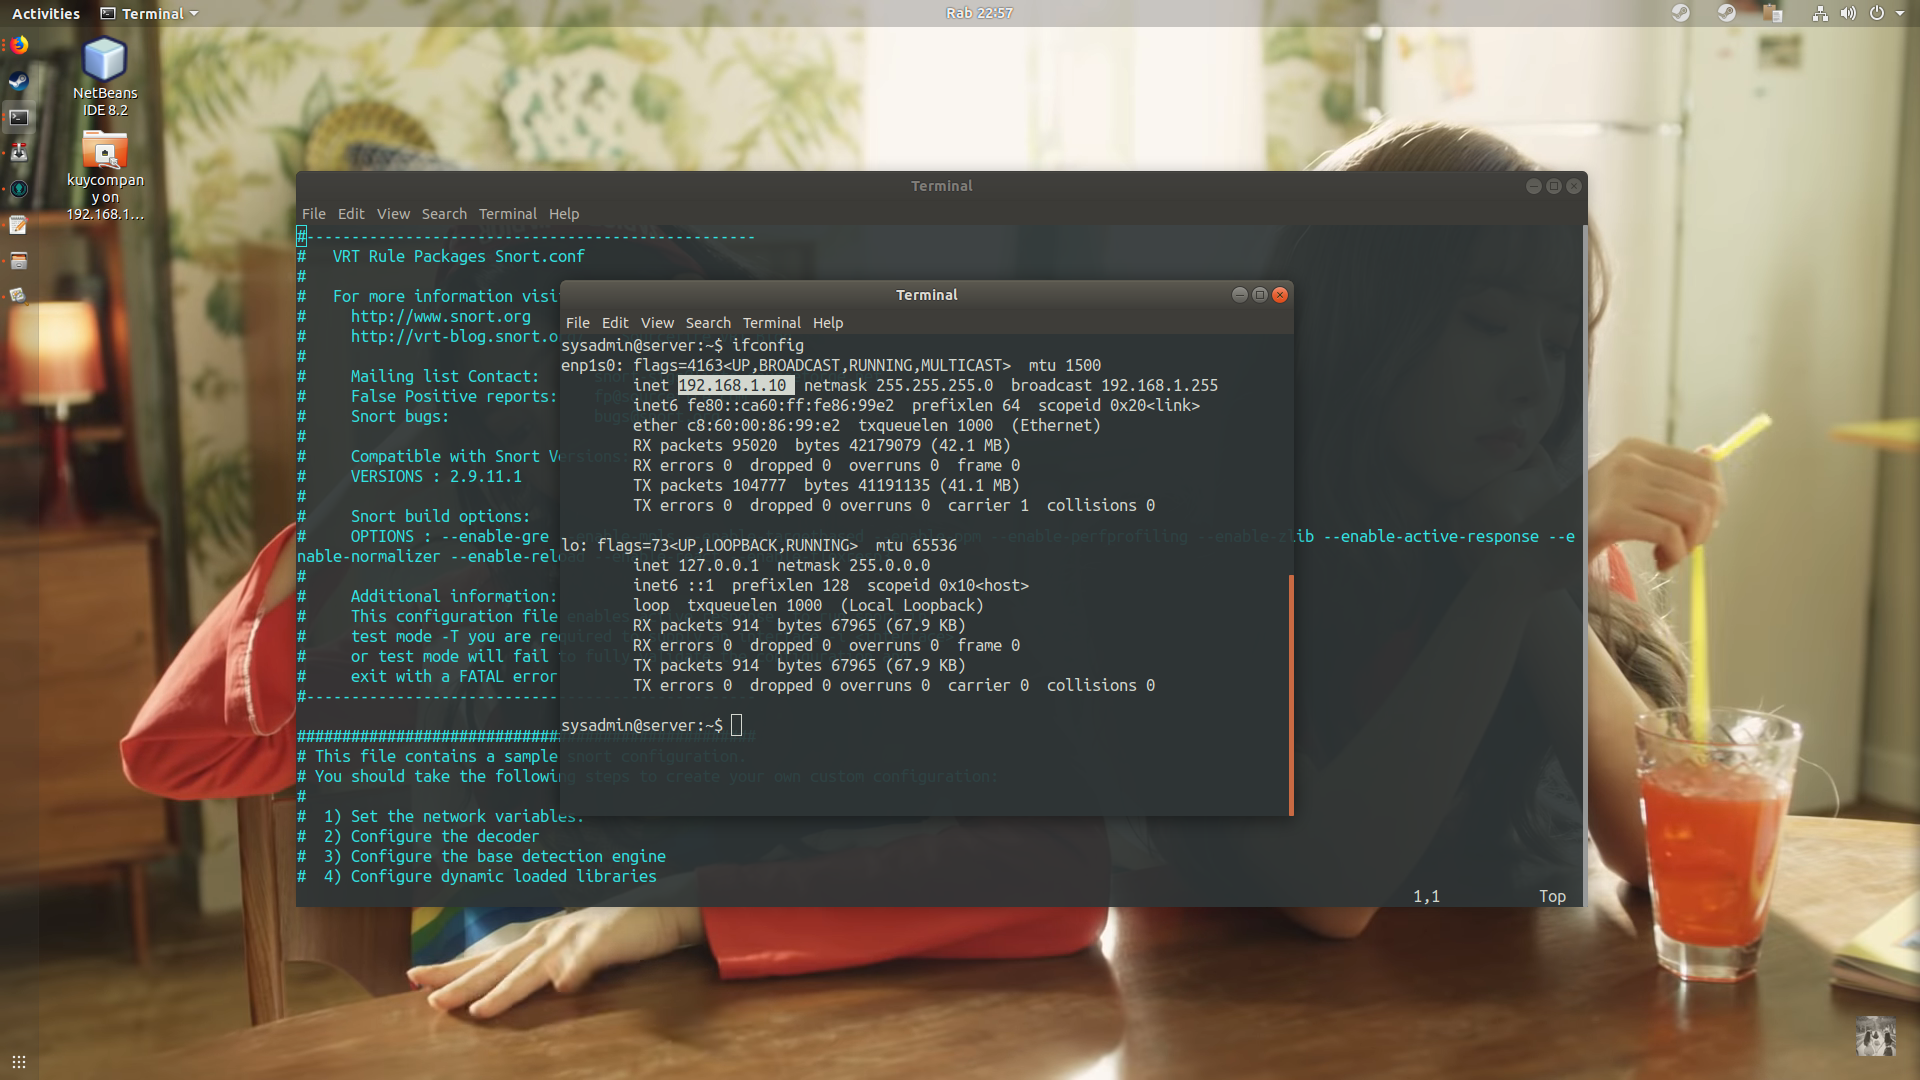 Activities
Terminal
Rab 22:57
NetBeans
IDE 8.2
kuycompan
y on
192.168.1...
Terminal
File Edit View Search Terminal Help
#--------------------------------------------------
#   VRT Rule Packages Snort.conf
#
#   For more information visi
#     http://www.snort.org
#     http://vrt-blog.snort.o
#
#     Mailing list Contact:
#     False Positive reports:
#     Snort bugs:
#
#     Compatible with Snort Versions:
#     VERSIONS : 2.9.11.1
#
#     Snort build options:
#     OPTIONS : --enable-gre --enable-perfprofiling --enable-zlib --enable-active-response --e
nable-normalizer --enable-reload
#
#     Additional information:
#     This configuration file enables
#     test mode -T you are required
#     or test mode will fail to fully
#     exit with a FATAL error
#--------------------------------------------------
###################################################
# This file contains a sample snort configuration.
# You should take the following steps to create your own custom configuration:
#
#  1) Set the network variables.
#  2) Configure the decoder
#  3) Configure the base detection engine
#  4) Configure dynamic loaded libraries
1,1 Top
Terminal
File Edit View Search Terminal Help
sysadmin@server:~$ ifconfig
enp1s0: flags=4163<UP,BROADCAST,RUNNING,MULTICAST>  mtu 1500
        inet 192.168.1.10  netmask 255.255.255.0  broadcast 192.168.1.255
        inet6 fe80::ca60:ff:fe86:99e2  prefixlen 64  scopeid 0x20<link>
        ether c8:60:00:86:99:e2  txqueuelen 1000  (Ethernet)
        RX packets 95020  bytes 42179079 (42.1 MB)
        RX errors 0  dropped 0  overruns 0  frame 0
        TX packets 104777  bytes 41191135 (41.1 MB)
        TX errors 0  dropped 0 overruns 0  carrier 1  collisions 0
lo: flags=73<UP,LOOPBACK,RUNNING>  mtu 65536
        inet 127.0.0.1  netmask 255.0.0.0
        inet6 ::1  prefixlen 128  scopeid 0x10<host>
        loop  txqueuelen 1000  (Local Loopback)
        RX packets 914  bytes 67965 (67.9 KB)
        RX errors 0  dropped 0  overruns 0  frame 0
        TX packets 914  bytes 67965 (67.9 KB)
        TX errors 0  dropped 0 overruns 0  carrier 0  collisions 0
sysadmin@server:~$